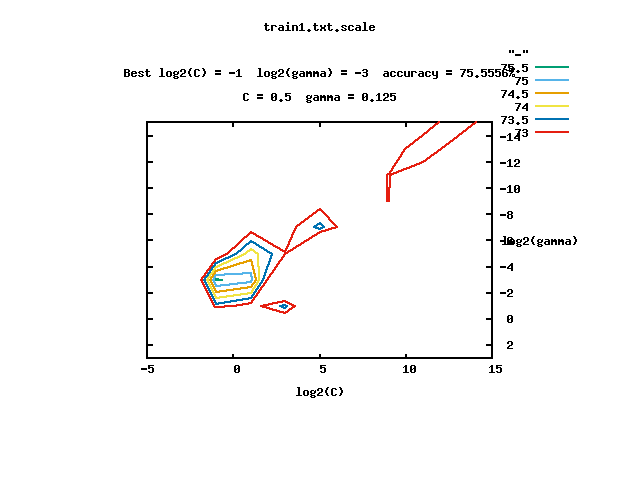 train1.txt.scale
"-"
Best log2(C) = -1 log2(gamma) = -3 accuracy = 75.5556%
75.5
75
C = 0.5 gamma = 0.125
74.5
74
73.5
73
-14
-12
-10
-8
-6
log2(gamma)
-4
-2
0
2
-5 0 5 10 15
log2(C)